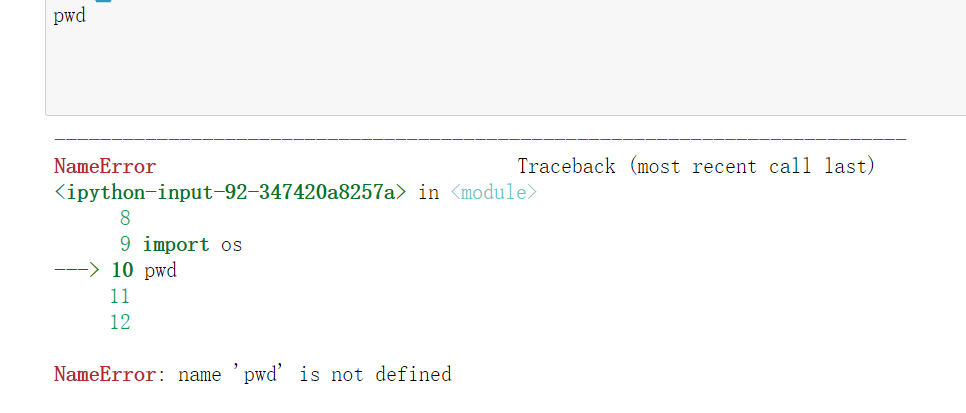 pwd
---------------------------------------------------------------------------
NameError                                 Traceback (most recent call last)
<ipython-input-92-347420a8257a> in <module>
      8
      9 import os
---> 10 pwd
     11
     12

NameError: name 'pwd' is not defined